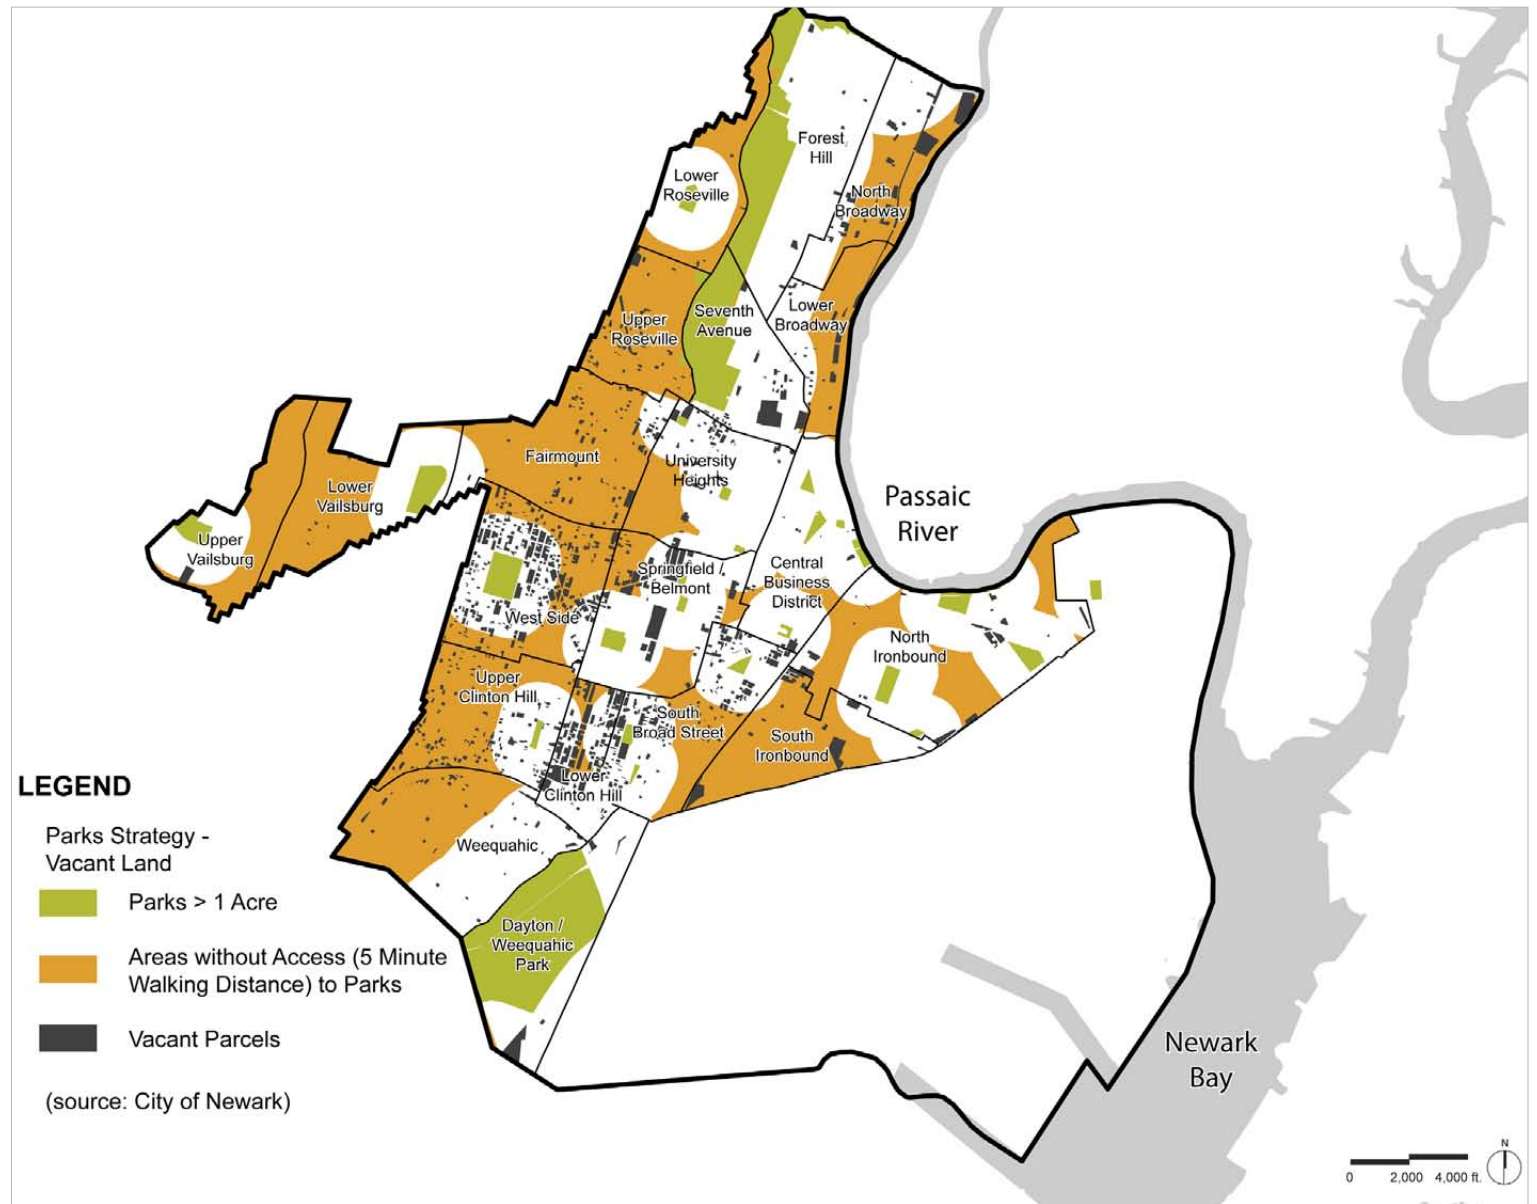 Forest
Hill
Lower
Roseville
North
Broadway
Upper
Roseville
Seventh
Avenue
Lower
Broadway
Fairmount
University
Heights
Lower
Vailsburg
Upper
Vailsburg
Passaic
River
Springfield /
Belmont
Central
Business
District
West Side
North
Ironbound
Upper
Clinton Hill
South
Broad Street
South
Ironbound
Lower
Clinton Hill
Weequahic
Dayton /
Weequahic
Park
LEGEND
Parks Strategy -
Vacant Land
Parks > 1 Acre
Areas without Access (5 Minute
Walking Distance) to Parks
Vacant Parcels
(source: City of Newark)
Newark
Bay
N
0 2,000 4,000 ft.